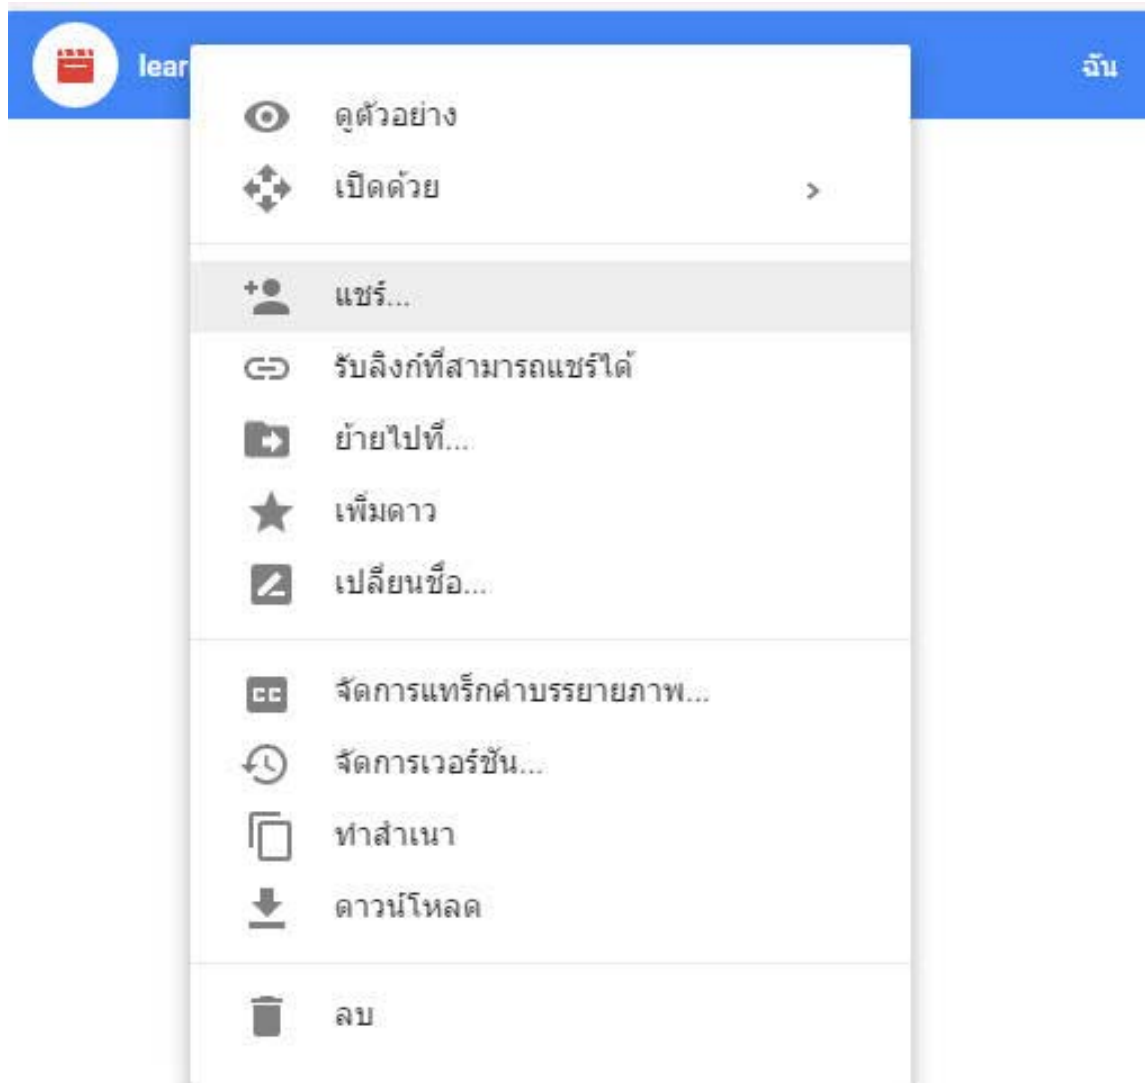 lear
ฉัน
ดูตัวอย่าง
เปิดด้วย
แชร์...
รับลิงก์ที่สามารถแชร์ได้
ย้ายไปที่...
เพิ่มดาว
เปลี่ยนชื่อ...
CC
จัดการแทร็กคำบรรยายภาพ...
จัดการเวอร์ชัน...
ทำสำเนา
ดาวน์โหลด
ลบ